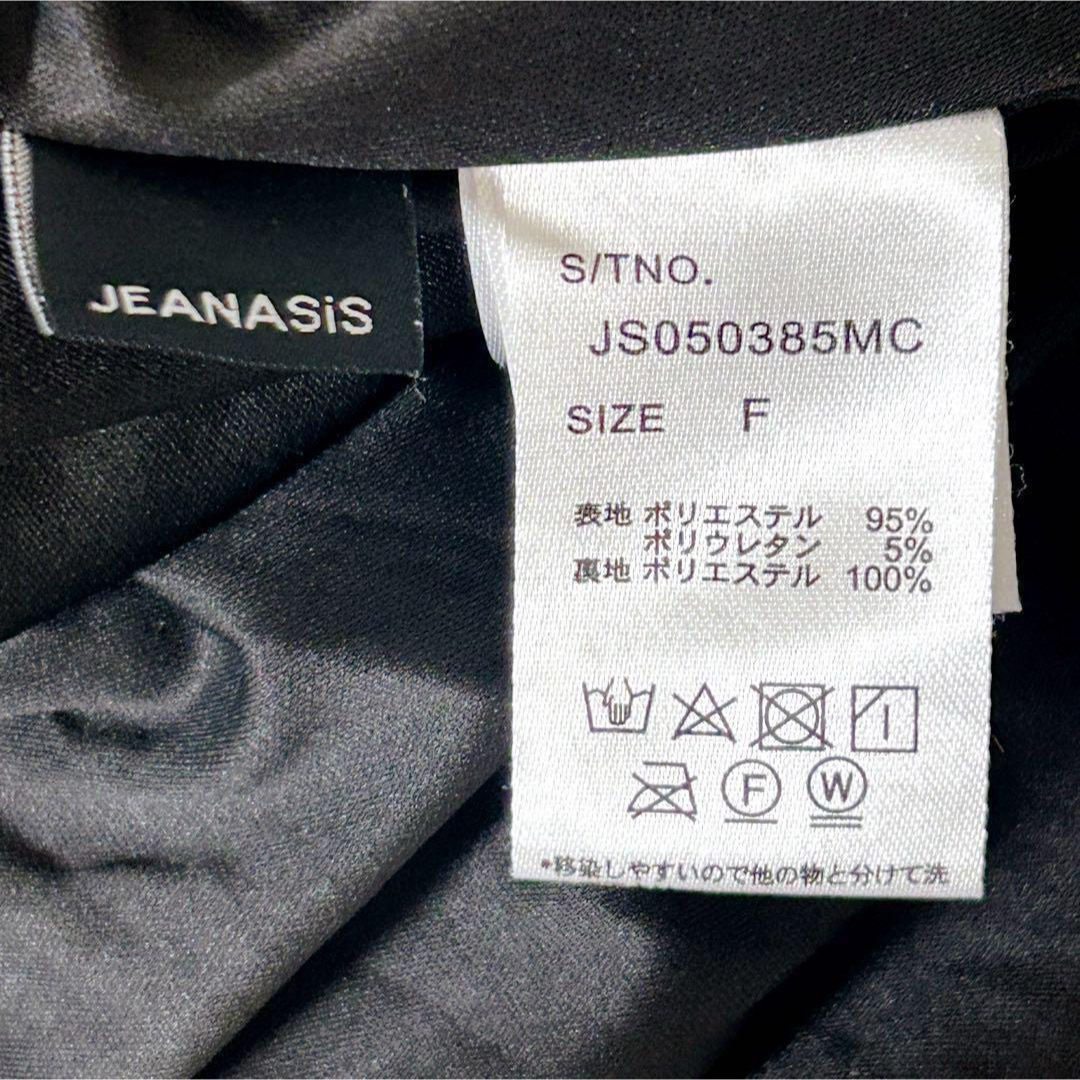 JEANASiS
S/TNO.
JS050385MC
SIZE F
表地 ポリエステル 95%
ポリウレタン 5%
裏地 ポリエステル 100%
F W
*移染しやすいので他の物と分けて洗